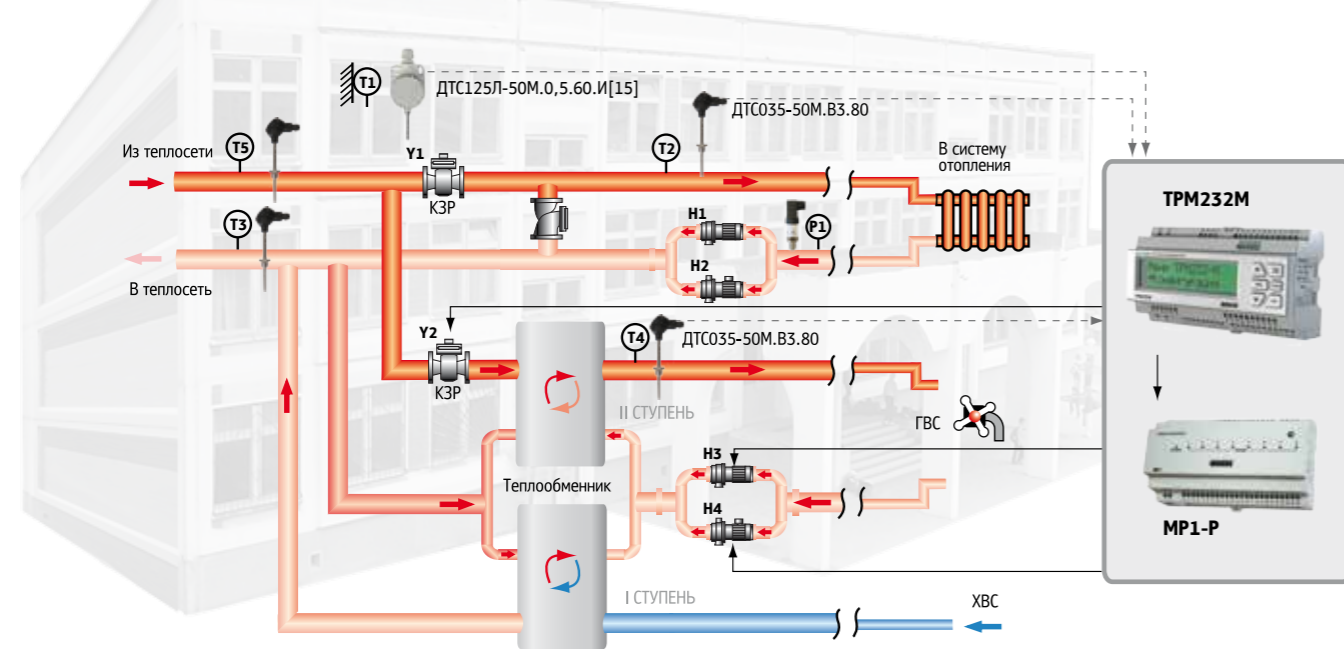 T1
ДТС125Л-50М.0,5.60.И[15]
ДТС035-50М.В3.80
Из теплосети
T5
Y1
T2
В систему
отопления
КЗР
ТРМ232М
T3
H1
P1
H2
В теплосеть
Y2
T4
ДТС035-50М.В3.80
КЗР
II СТУПЕНЬ
ГВС
H3
Теплообменник
H4
МР1-Р
I СТУПЕНЬ
ХВС